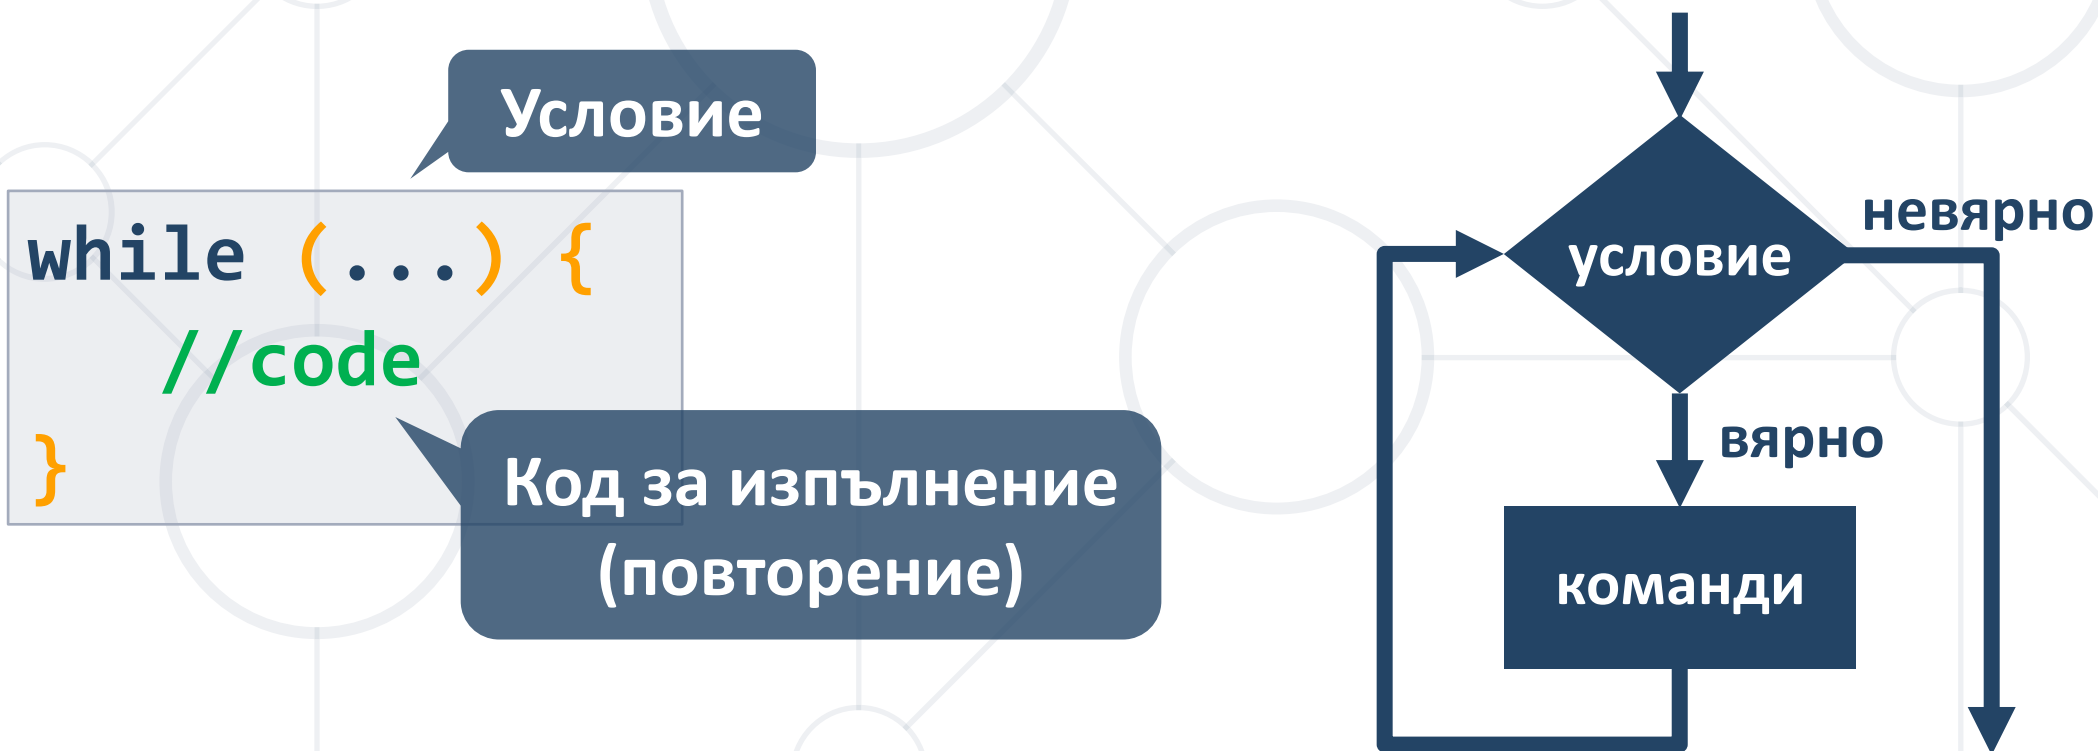 Условие
while (...) {
//code
}
Код за изпълнение
(повторение)
условие
невярно
вярно
команди